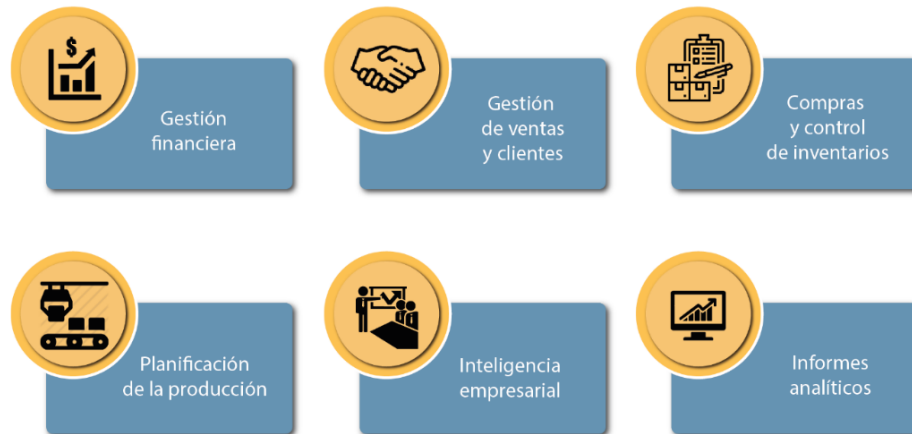 $
Gestión
financiera
Gestión
de ventas
y clientes
Compras
y control
de inventarios
Planificación
de la producción
Inteligencia
empresarial
Informes
analíticos